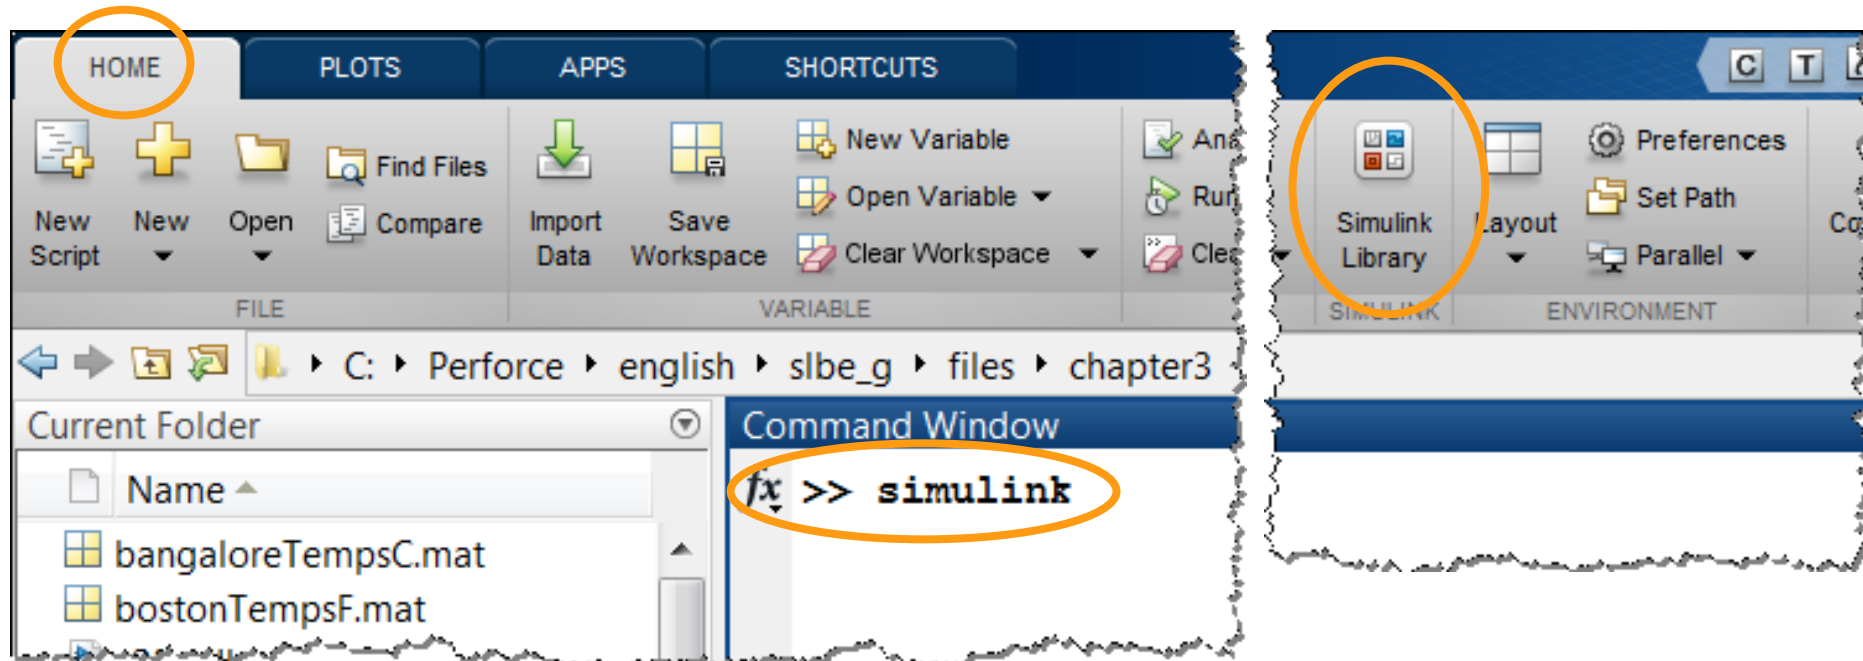 HOME PLOTS APPS SHORTCUTS C T
New Script New Open Find Files Compare Import Data Save Workspace New Variable Open Variable Clear Workspace Simulink Library Layout Preferences Set Path Parallel
FILE VARIABLE SIMULINK ENVIRONMENT
C: Perforce english slbe_g files chapter3
Current Folder
Name
bangaloreTempsC.mat
bostonTempsF.mat
Command Window
fx >> simulink